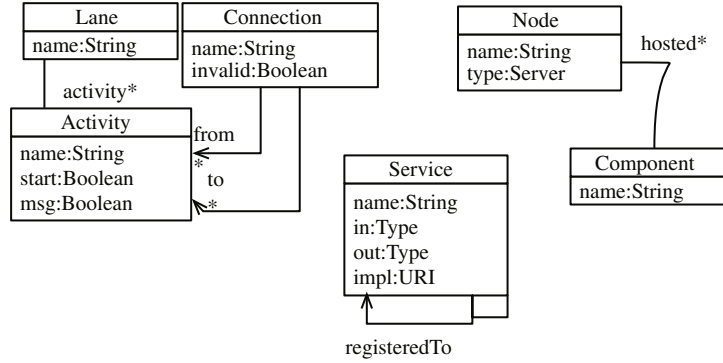 Lane
name:String
activity*
Connection
name:String
invalid:Boolean
Activity
name:String
start:Boolean
msg:Boolean
from
*
to
*
Service
name:String
in:Type
out:Type
impl:URI
registeredTo
Node
name:String
type:Server
hosted*
Component
name:String